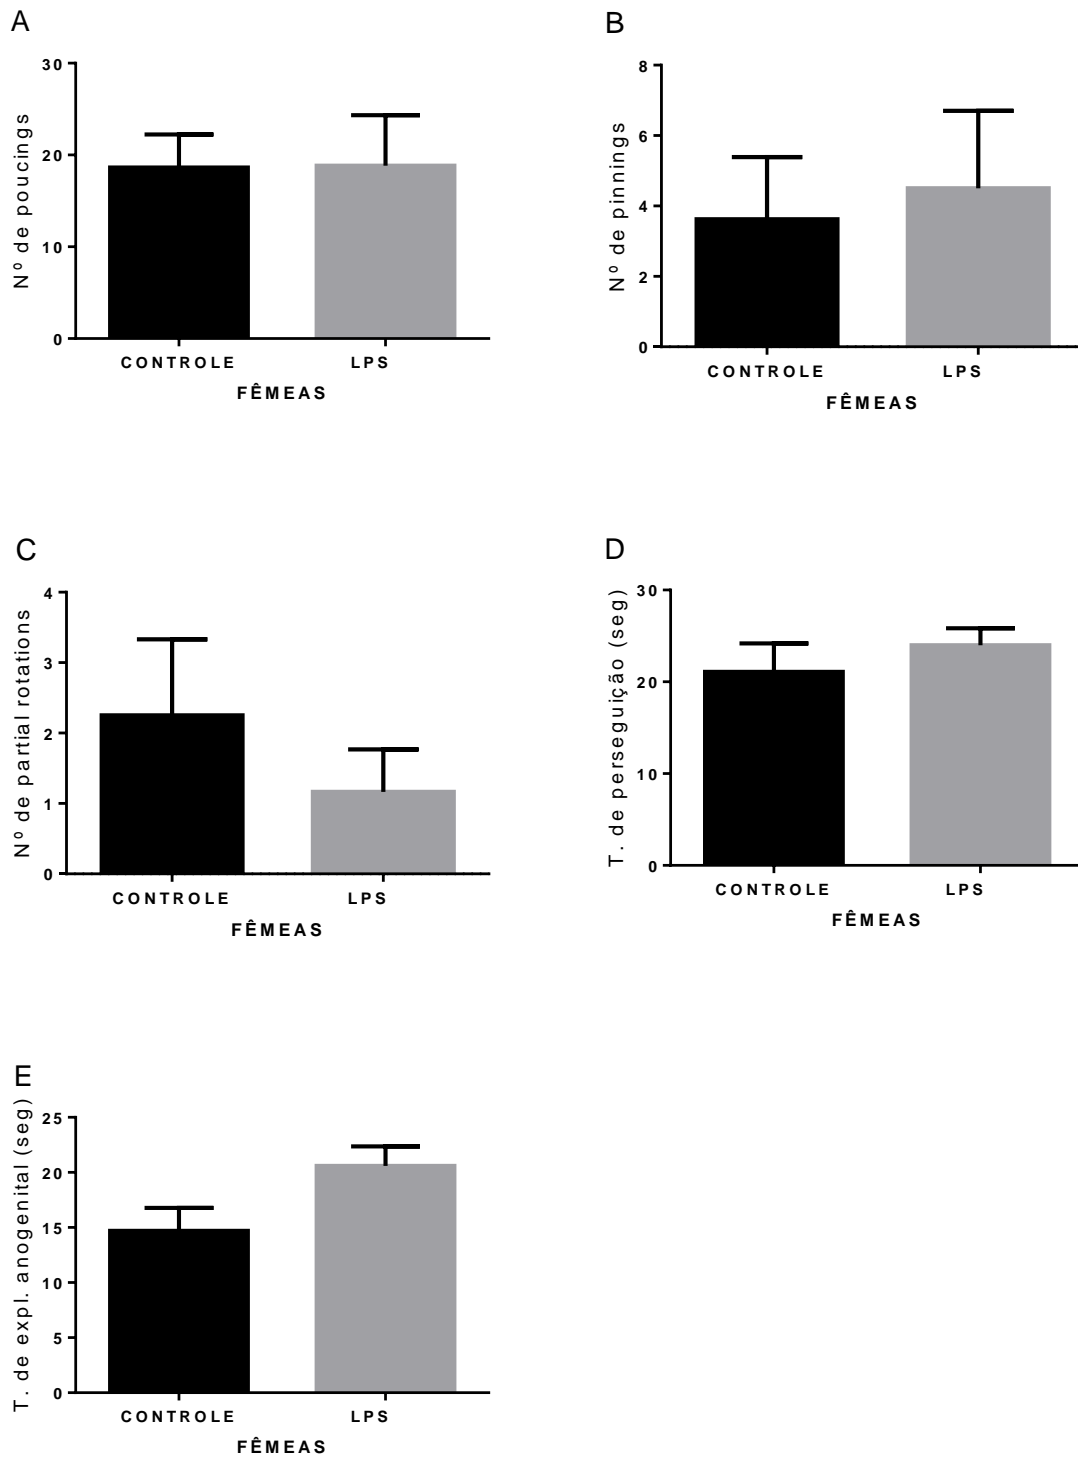 A
Nº de poucings
30
20
10
0
CONTROLE LPS
FÊMEAS
B
Nº de pinnings
8
6
4
2
0
CONTROLE LPS
FÊMEAS
C
Nº de partial rotations
4
3
2
1
0
CONTROLE LPS
FÊMEAS
D
T. de perseguição (seg)
30
20
10
0
CONTROLE LPS
FÊMEAS
E
T. de expl. anogenital (seg)
25
20
15
10
5
0
CONTROLE LPS
FÊMEAS